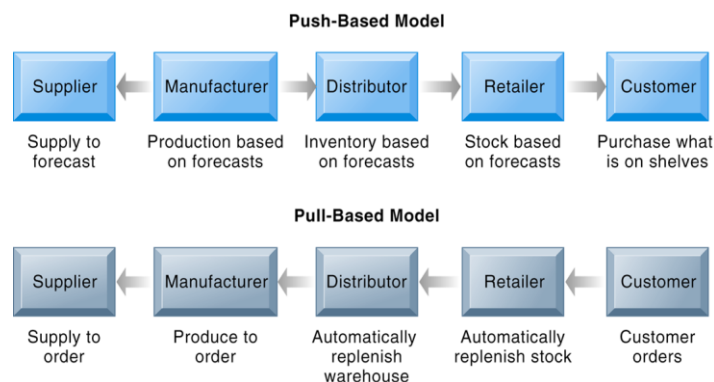 Push-Based Model
Supplier
Manufacturer
Distributor
Retailer
Customer
Supply to
forecast
Production based
on forecasts
Inventory based
on forecasts
Stock based
on forecasts
Purchase what
is on shelves
Pull-Based Model
Supplier
Manufacturer
Distributor
Retailer
Customer
Supply to
order
Produce to
order
Automatically
replenish
warehouse
Automatically
replenish stock
Customer
orders